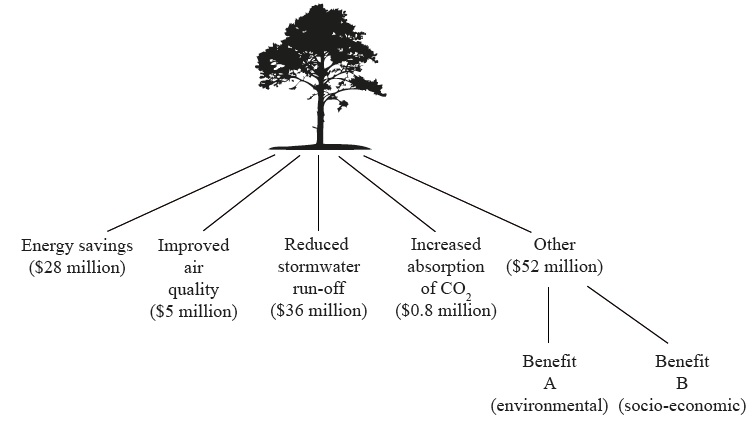 Energy savings
($28 million)
Improved
air
quality
($5 million)
Reduced
stormwater
run-off
($36 million)
Increased
absorption
of CO₂
($0.8 million)
Other
($52 million)
Benefit
A
(environmental)
Benefit
B
(socio-economic)